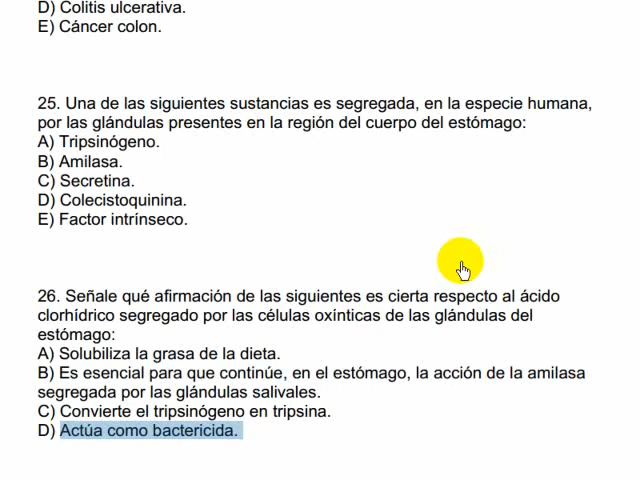 D) Colitis ulcerativa.
E) Cáncer colon.
25. Una de las siguientes sustancias es segregada, en la especie humana,
por las glándulas presentes en la región del cuerpo del estómago:
A) Tripsinógeno.
B) Amilasa.
C) Secretina.
D) Colecistoquinina.
E) Factor intrínseco.
26. Señale qué afirmación de las siguientes es cierta respecto al ácido
clorhídrico segregado por las células oxínticas de las glándulas del
estómago:
A) Solubiliza la grasa de la dieta.
B) Es esencial para que continúe, en el estómago, la acción de la amilasa
segregada por las glándulas salivales.
C) Convierte el tripsinógeno en tripsina.
D) Actúa como bactericida.